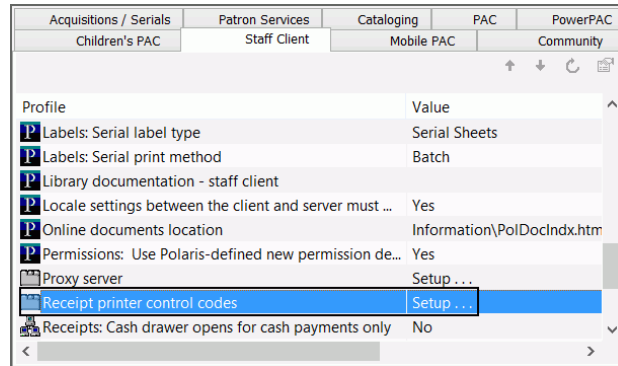 Acquisitions / Serials Patron Services Cataloging PAC PowerPAC
Children's PAC Staff Client Mobile PAC Community
Profile Value
Labels: Serial label type Serial Sheets
Labels: Serial print method Batch
Library documentation - staff client
Locale settings between the client and server must ... Yes
Online documents location Information\PolDocIndx.htm
Permissions: Use Polaris-defined new permission de... Yes
Proxy server Setup . . .
Receipt printer control codes Setup . . .
Receipts: Cash drawer opens for cash payments only No